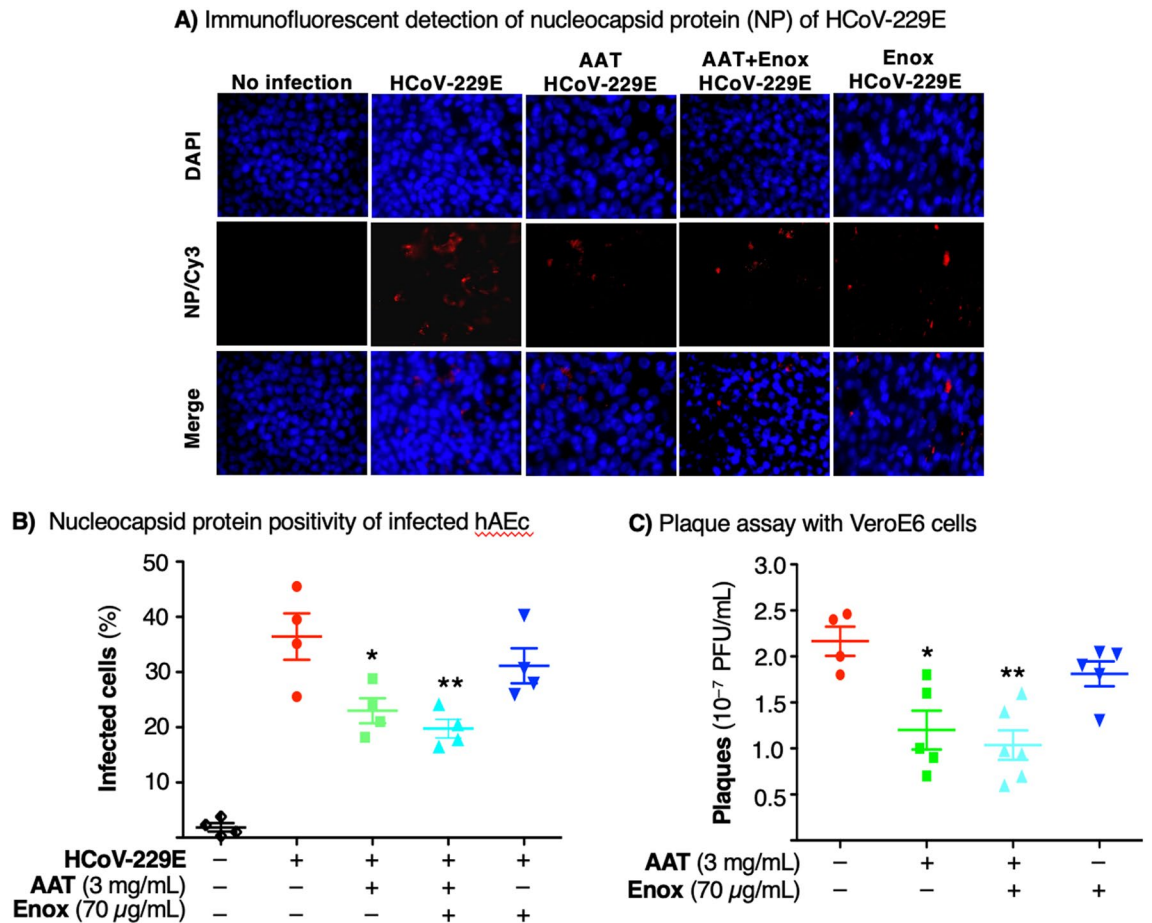 A) Immunofluorescent detection of nucleocapsid protein (NP) of HCoV-229E
No infection
HCoV-229E
AAT
HCoV-229E
AAT+Enox
HCoV-229E
Enox
HCoV-229E
DAPI
NP/Cy3
Merge
B) Nucleocapsid protein positivity of infected hAEc
Infected cells (%)
50
40
30
20
10
*
**
HCoV-229E − + + + +
AAT (3 mg/mL) − − + + −
Enox (70 µg/mL) − − − + +
C) Plaque assay with VeroE6 cells
Plaques (10⁻⁷ PFU/mL)
3.0
2.5
2.0
1.5
1.0
0.5
*
**
AAT (3 mg/mL) − + + −
Enox (70 µg/mL) − − + +